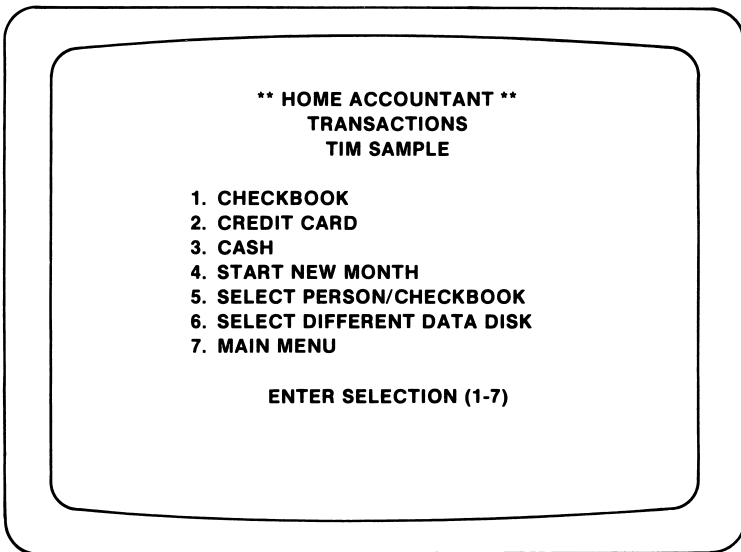 ** HOME ACCOUNTANT **
TRANSACTIONS
TIM SAMPLE
1. CHECKBOOK
2. CREDIT CARD
3. CASH
4. START NEW MONTH
5. SELECT PERSON/CHECKBOOK
6. SELECT DIFFERENT DATA DISK
7. MAIN MENU
ENTER SELECTION (1-7)